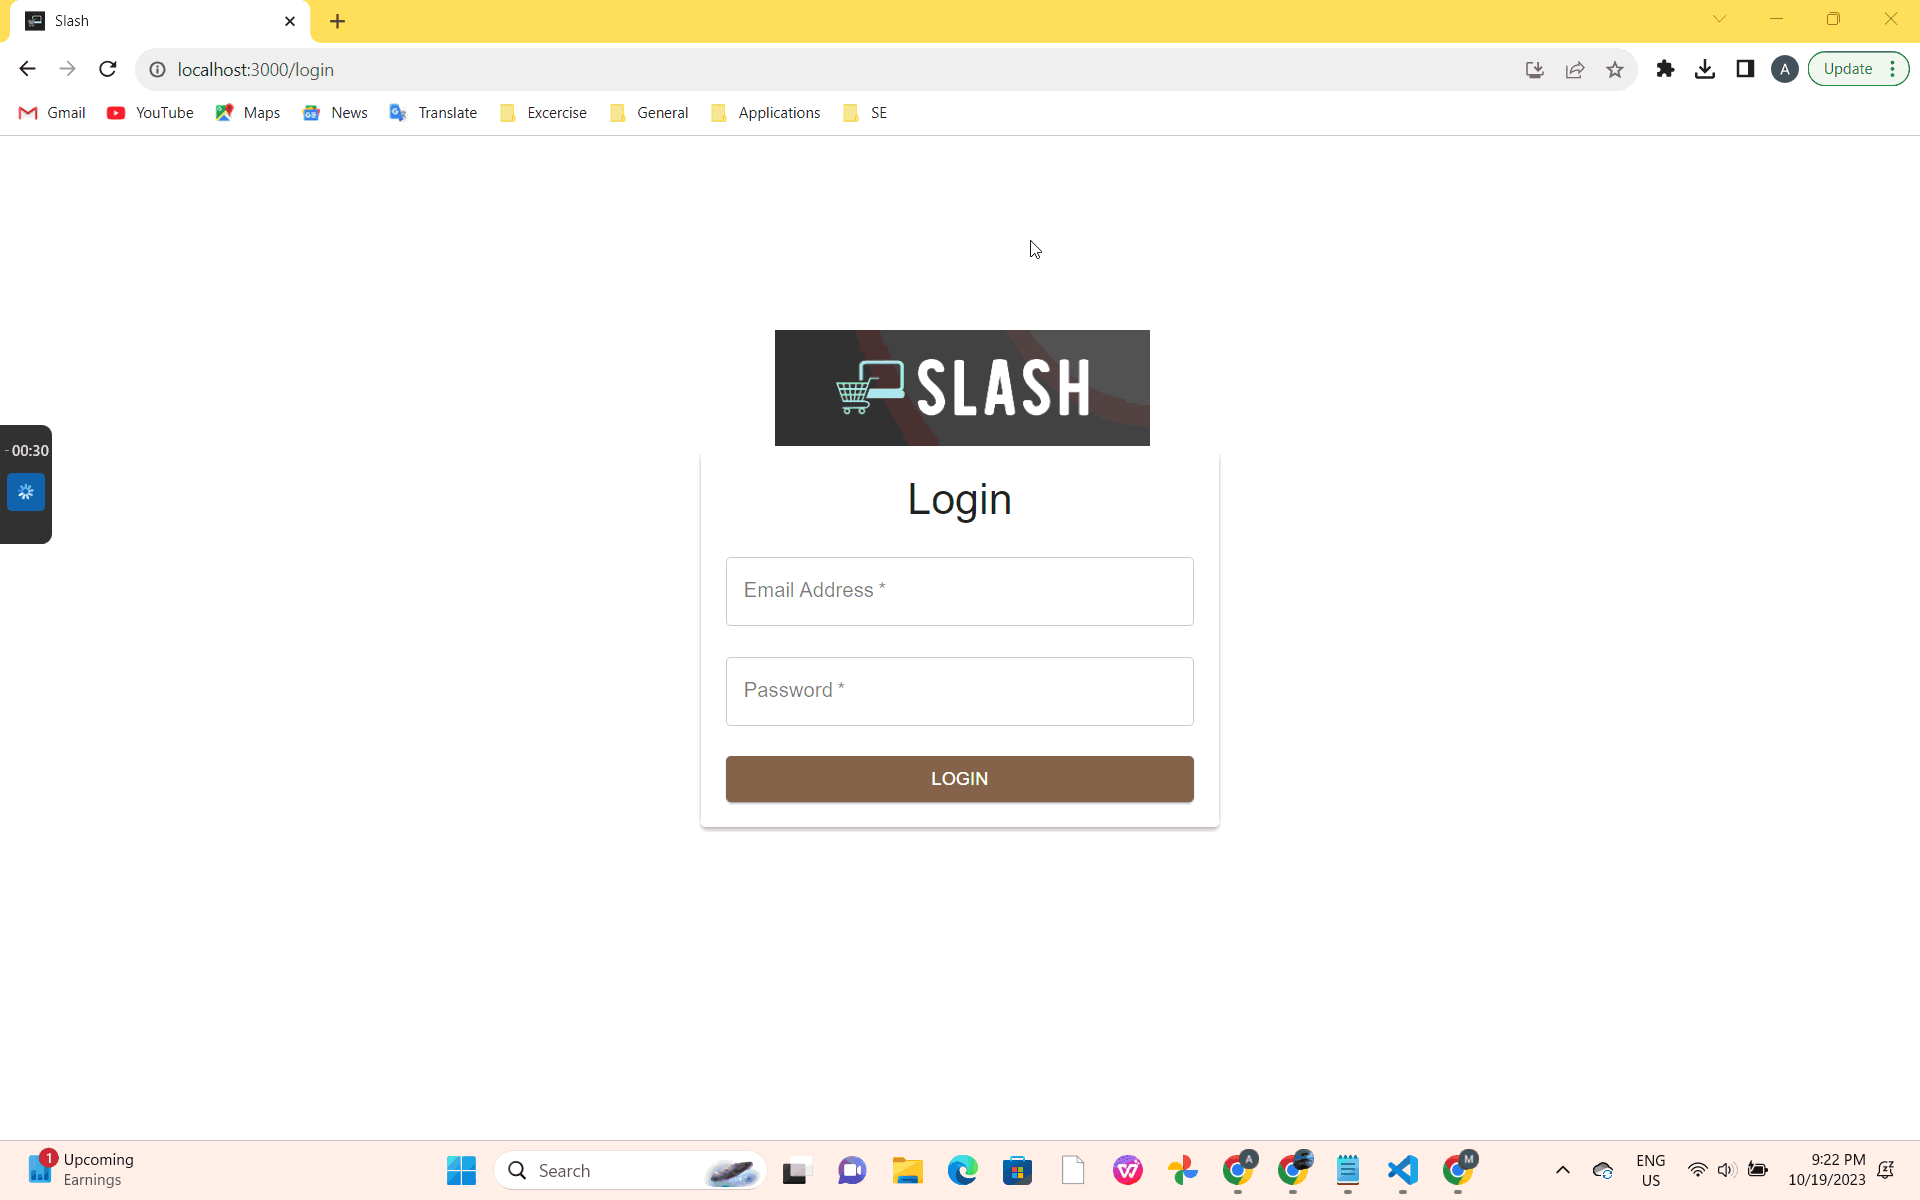 Slash
localhost:3000/login
A
Update
Gmail
YouTube
Maps
News
Translate
Excercise
General
Applications
SE
SLASH
- 00:30
Login
Email Address *
Password *
LOGIN
1
Upcoming
Earnings
Search
A
M
ENG
US
9:22 PM
10/19/2023